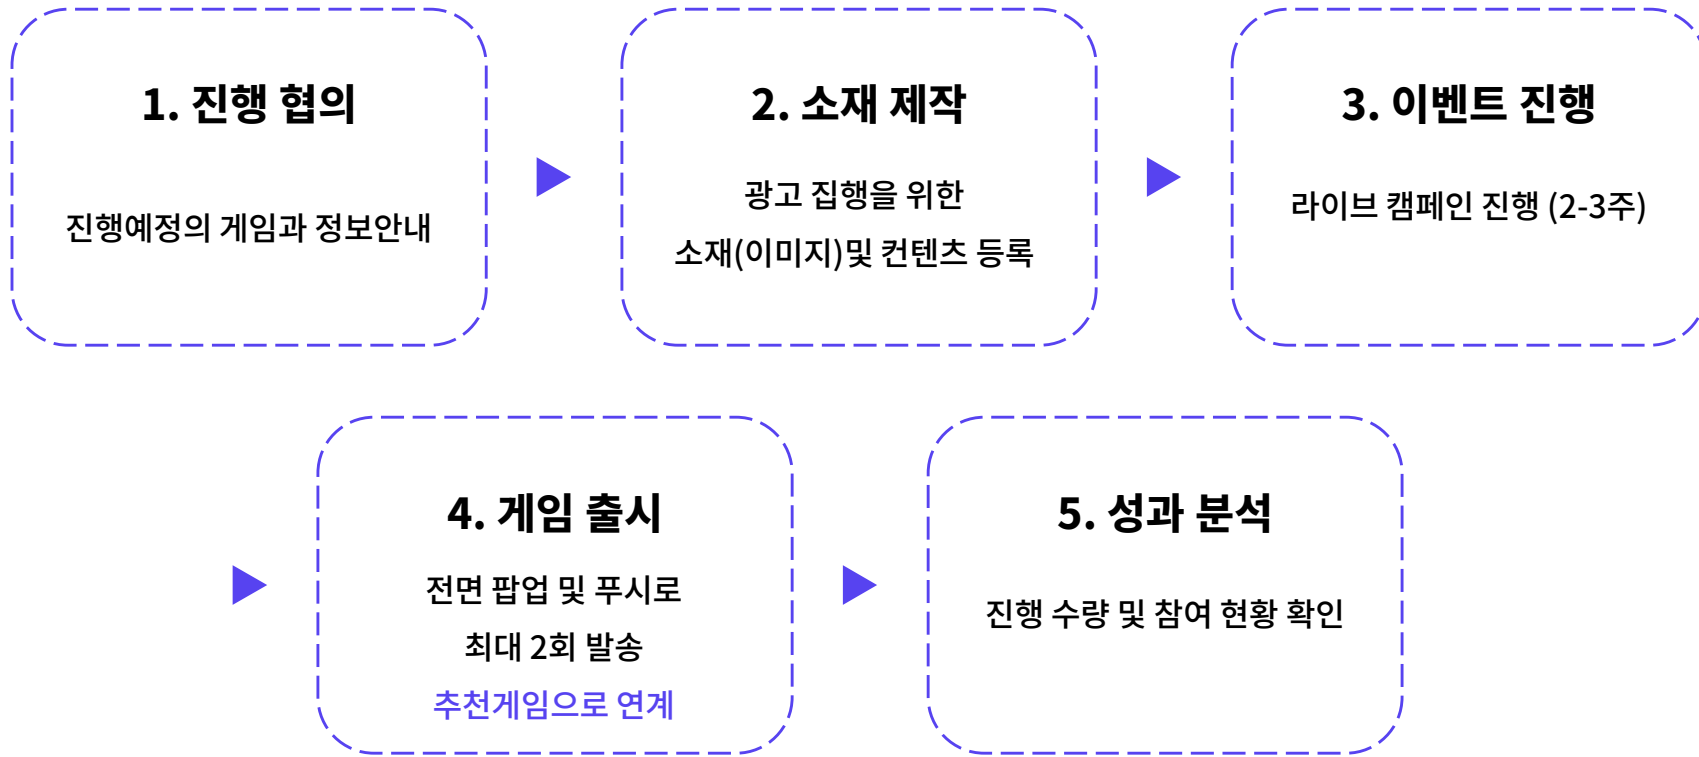 1. 진행 협의
진행예정의 게임과 정보안내
2. 소재 제작
광고 집행을 위한
소재(이미지)및 컨텐츠 등록
3. 이벤트 진행
라이브 캠페인 진행 (2-3주)
4. 게임 출시
전면 팝업 및 푸시로
최대 2회 발송
추천게임으로 연계
5. 성과 분석
진행 수량 및 참여 현황 확인